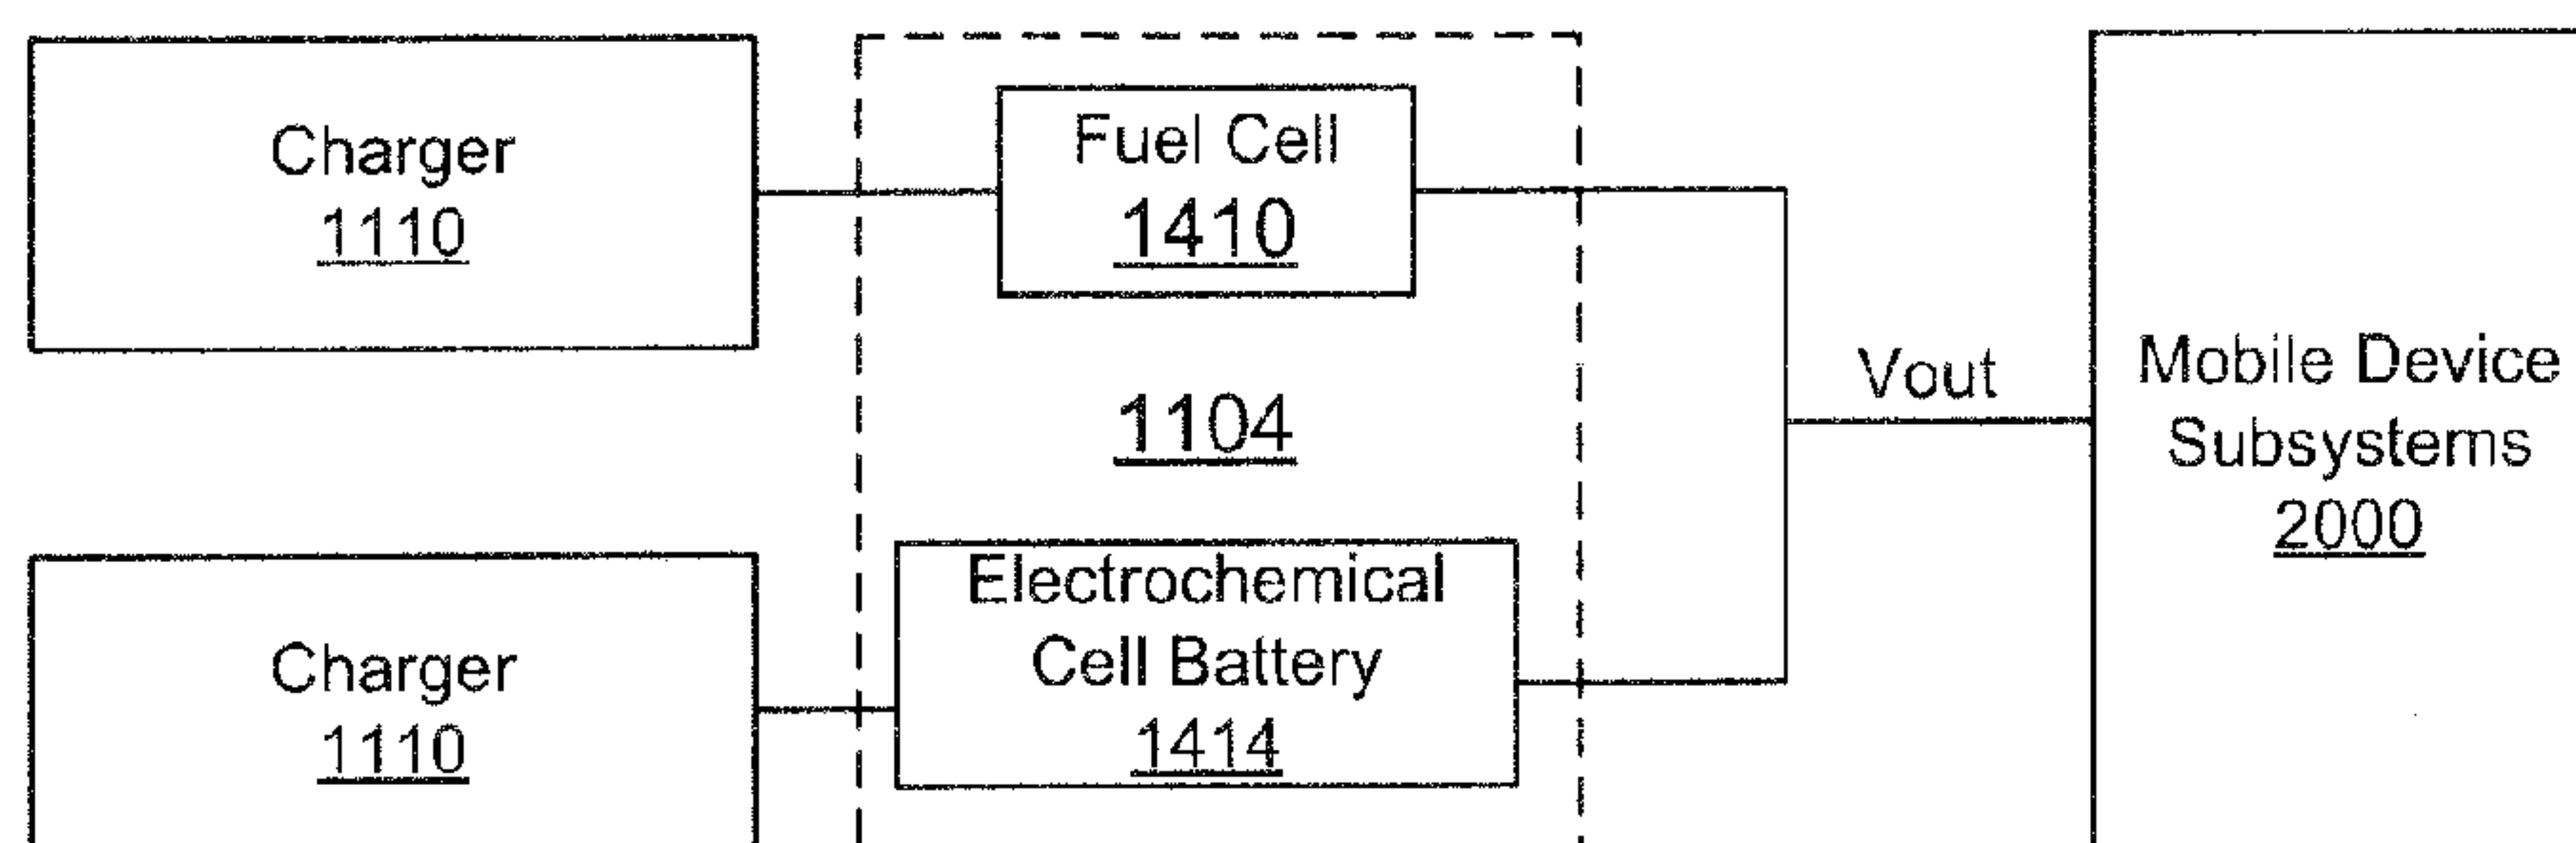 Charger
1110
Fuel Cell
1410
1104
Vout
Mobile Device
Subsystems
2000
Charger
1110
Electrochemical
Cell Battery
1414